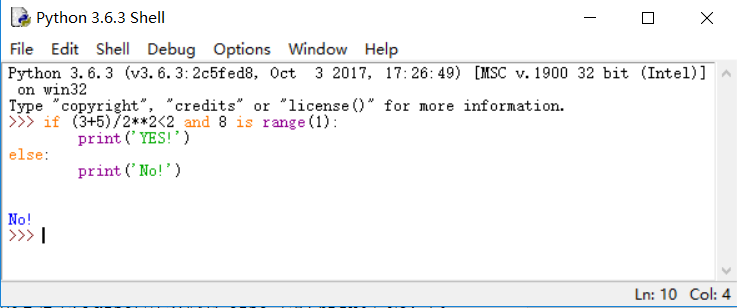 Python 3.6.3 Shell
File Edit Shell Debug Options Window Help
Python 3.6.3 (v3.6.3:2c5fed8, Oct  3 2017, 17:26:49) [MSC v.1900 32 bit (Intel)]
 on win32
Type "copyright", "credits" or "license()" for more information.
>>> if (3+5)/2**2<2 and 8 is range(1):
        print('YES!')
else:
        print('No!')
No!
>>>
Ln: 10 Col: 4